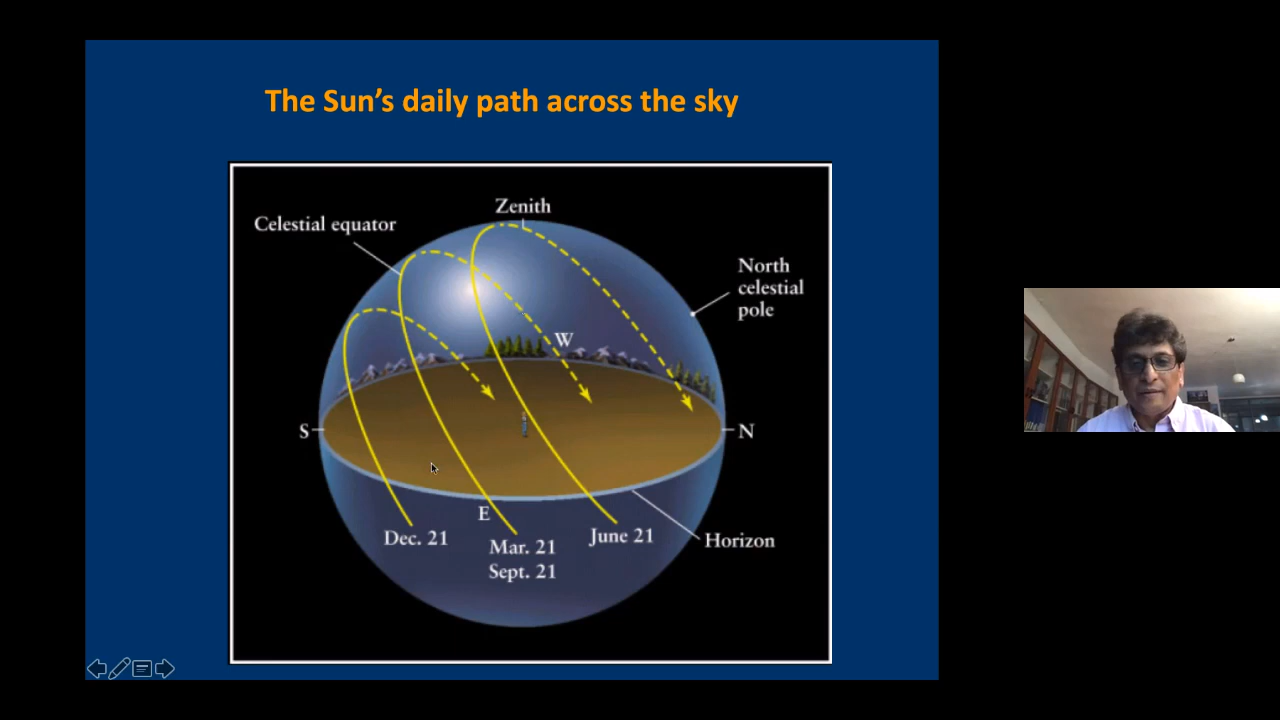 The Sun's daily path across the sky
Zenith
Celestial equator
North
celestial
pole
W
S
N
E
Dec. 21
Mar. 21
Sept. 21
June 21
Horizon